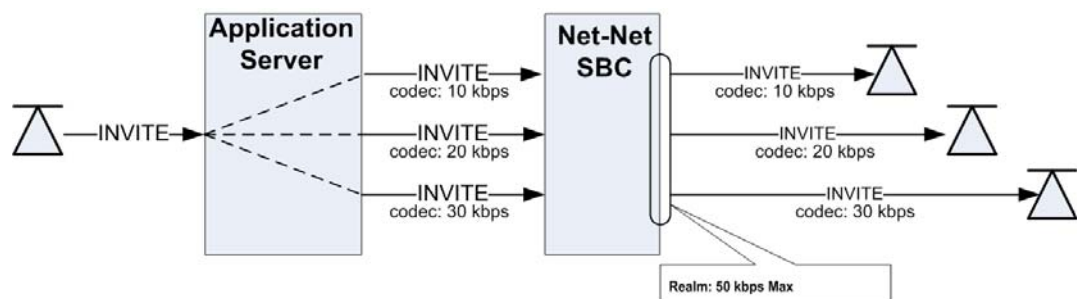 Application
Server
Net-Net
SBC
INVITE
INVITE
codec: 10 kbps
INVITE
codec: 20 kbps
INVITE
codec: 30 kbps
INVITE
codec: 10 kbps
INVITE
codec: 20 kbps
INVITE
codec: 30 kbps
Realm: 50 kbps Max